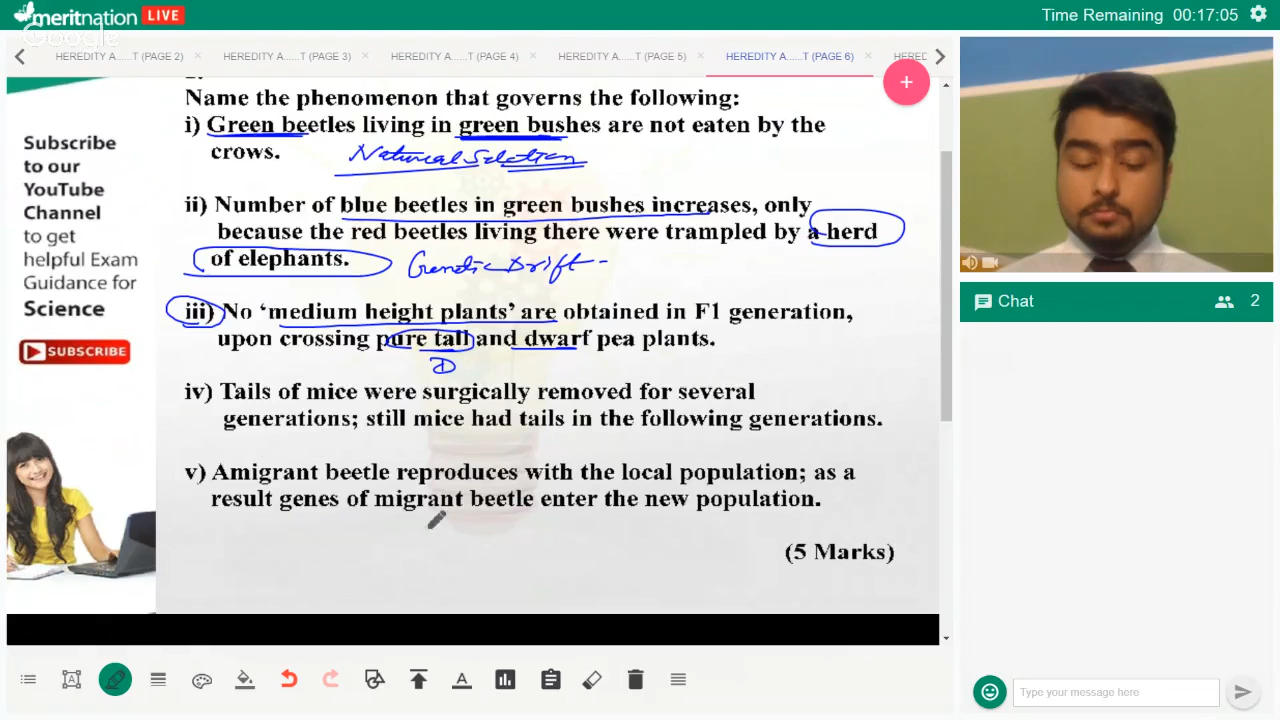 meritnation LIVE
Google
Time Remaining 00:17:05
HEREDITY A......T (PAGE 2) ×
HEREDITY A......T (PAGE 3) ×
HEREDITY A......T (PAGE 4) ×
HEREDITY A......T (PAGE 5) ×
HEREDITY A......T (PAGE 6) ×
HERED
+
Subscribe
to our
YouTube
Channel
to get
helpful Exam
Guidance for
Science
SUBSCRIBE
Name the phenomenon that governs the following:
i) Green beetles living in green bushes are not eaten by the
crows. Natural Selection
ii) Number of blue beetles in green bushes increases, only
because the red beetles living there were trampled by a herd
of elephants. Genetic Drift -
iii) No ‘medium height plants’ are obtained in F1 generation,
upon crossing pure tall and dwarf pea plants.
D
iv) Tails of mice were surgically removed for several
generations; still mice had tails in the following generations.
v) Amigrant beetle reproduces with the local population; as a
result genes of migrant beetle enter the new population.
(5 Marks)
Chat 2
A
A
Type your message here